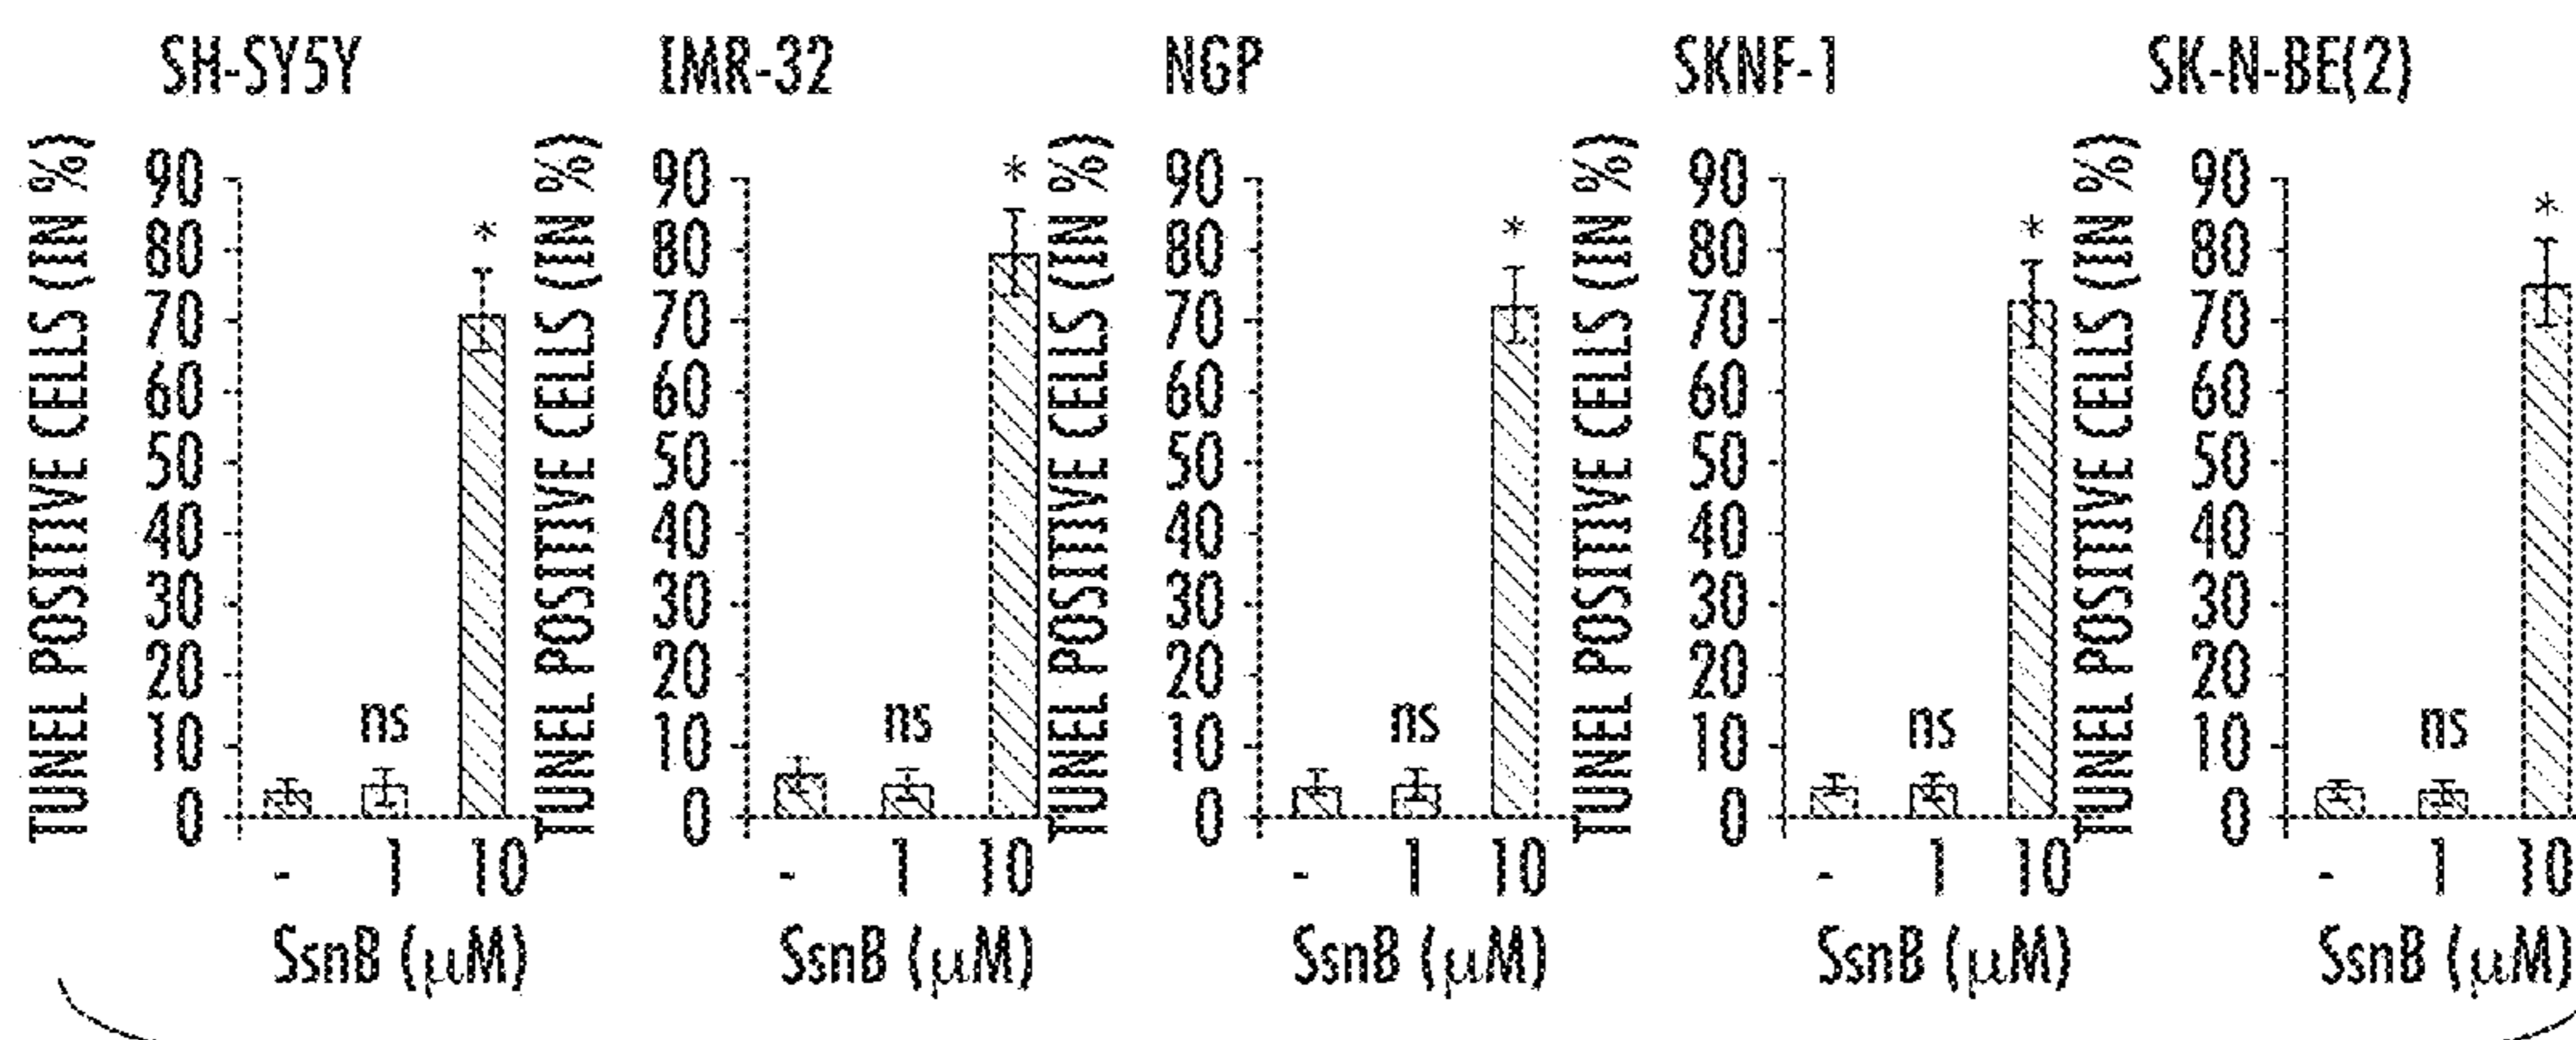 SH-SY5Y IMR-32 NGP SKNF-1 SK-N-BE(2)
TUNEL POSITIVE CELLS (IN %)
90
80
70
60
50
40
30
20
10
0
*
ns
- 1 10
SsnB (μM)
TUNEL POSITIVE CELLS (IN %)
90
80
70
60
50
40
30
20
10
0
*
ns
- 1 10
SsnB (μM)
TUNEL POSITIVE CELLS (IN %)
90
80
70
60
50
40
30
20
10
0
*
ns
- 1 10
SsnB (μM)
TUNEL POSITIVE CELLS (IN %)
90
80
70
60
50
40
30
20
10
0
*
ns
- 1 10
SsnB (μM)
TUNEL POSITIVE CELLS (IN %)
90
80
70
60
50
40
30
20
10
0
*
ns
- 1 10
SsnB (μM)